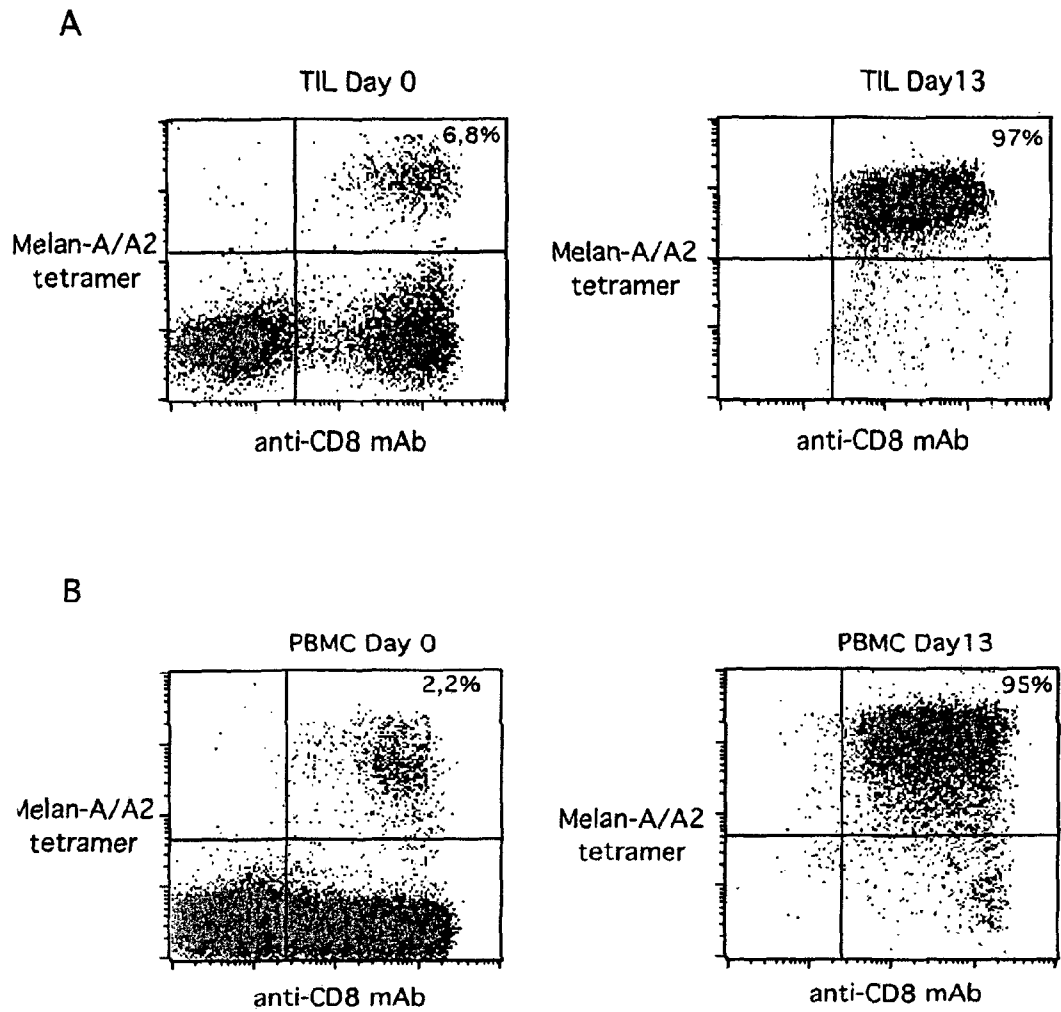 A
TIL Day 0
TIL Day13
6,8%
97%
Melan-A/A2
tetramer
Melan-A/A2
tetramer
anti-CD8 mAb
anti-CD8 mAb
B
PBMC Day 0
PBMC Day13
2,2%
95%
Melan-A/A2
tetramer
Melan-A/A2
tetramer
anti-CD8 mAb
anti-CD8 mAb